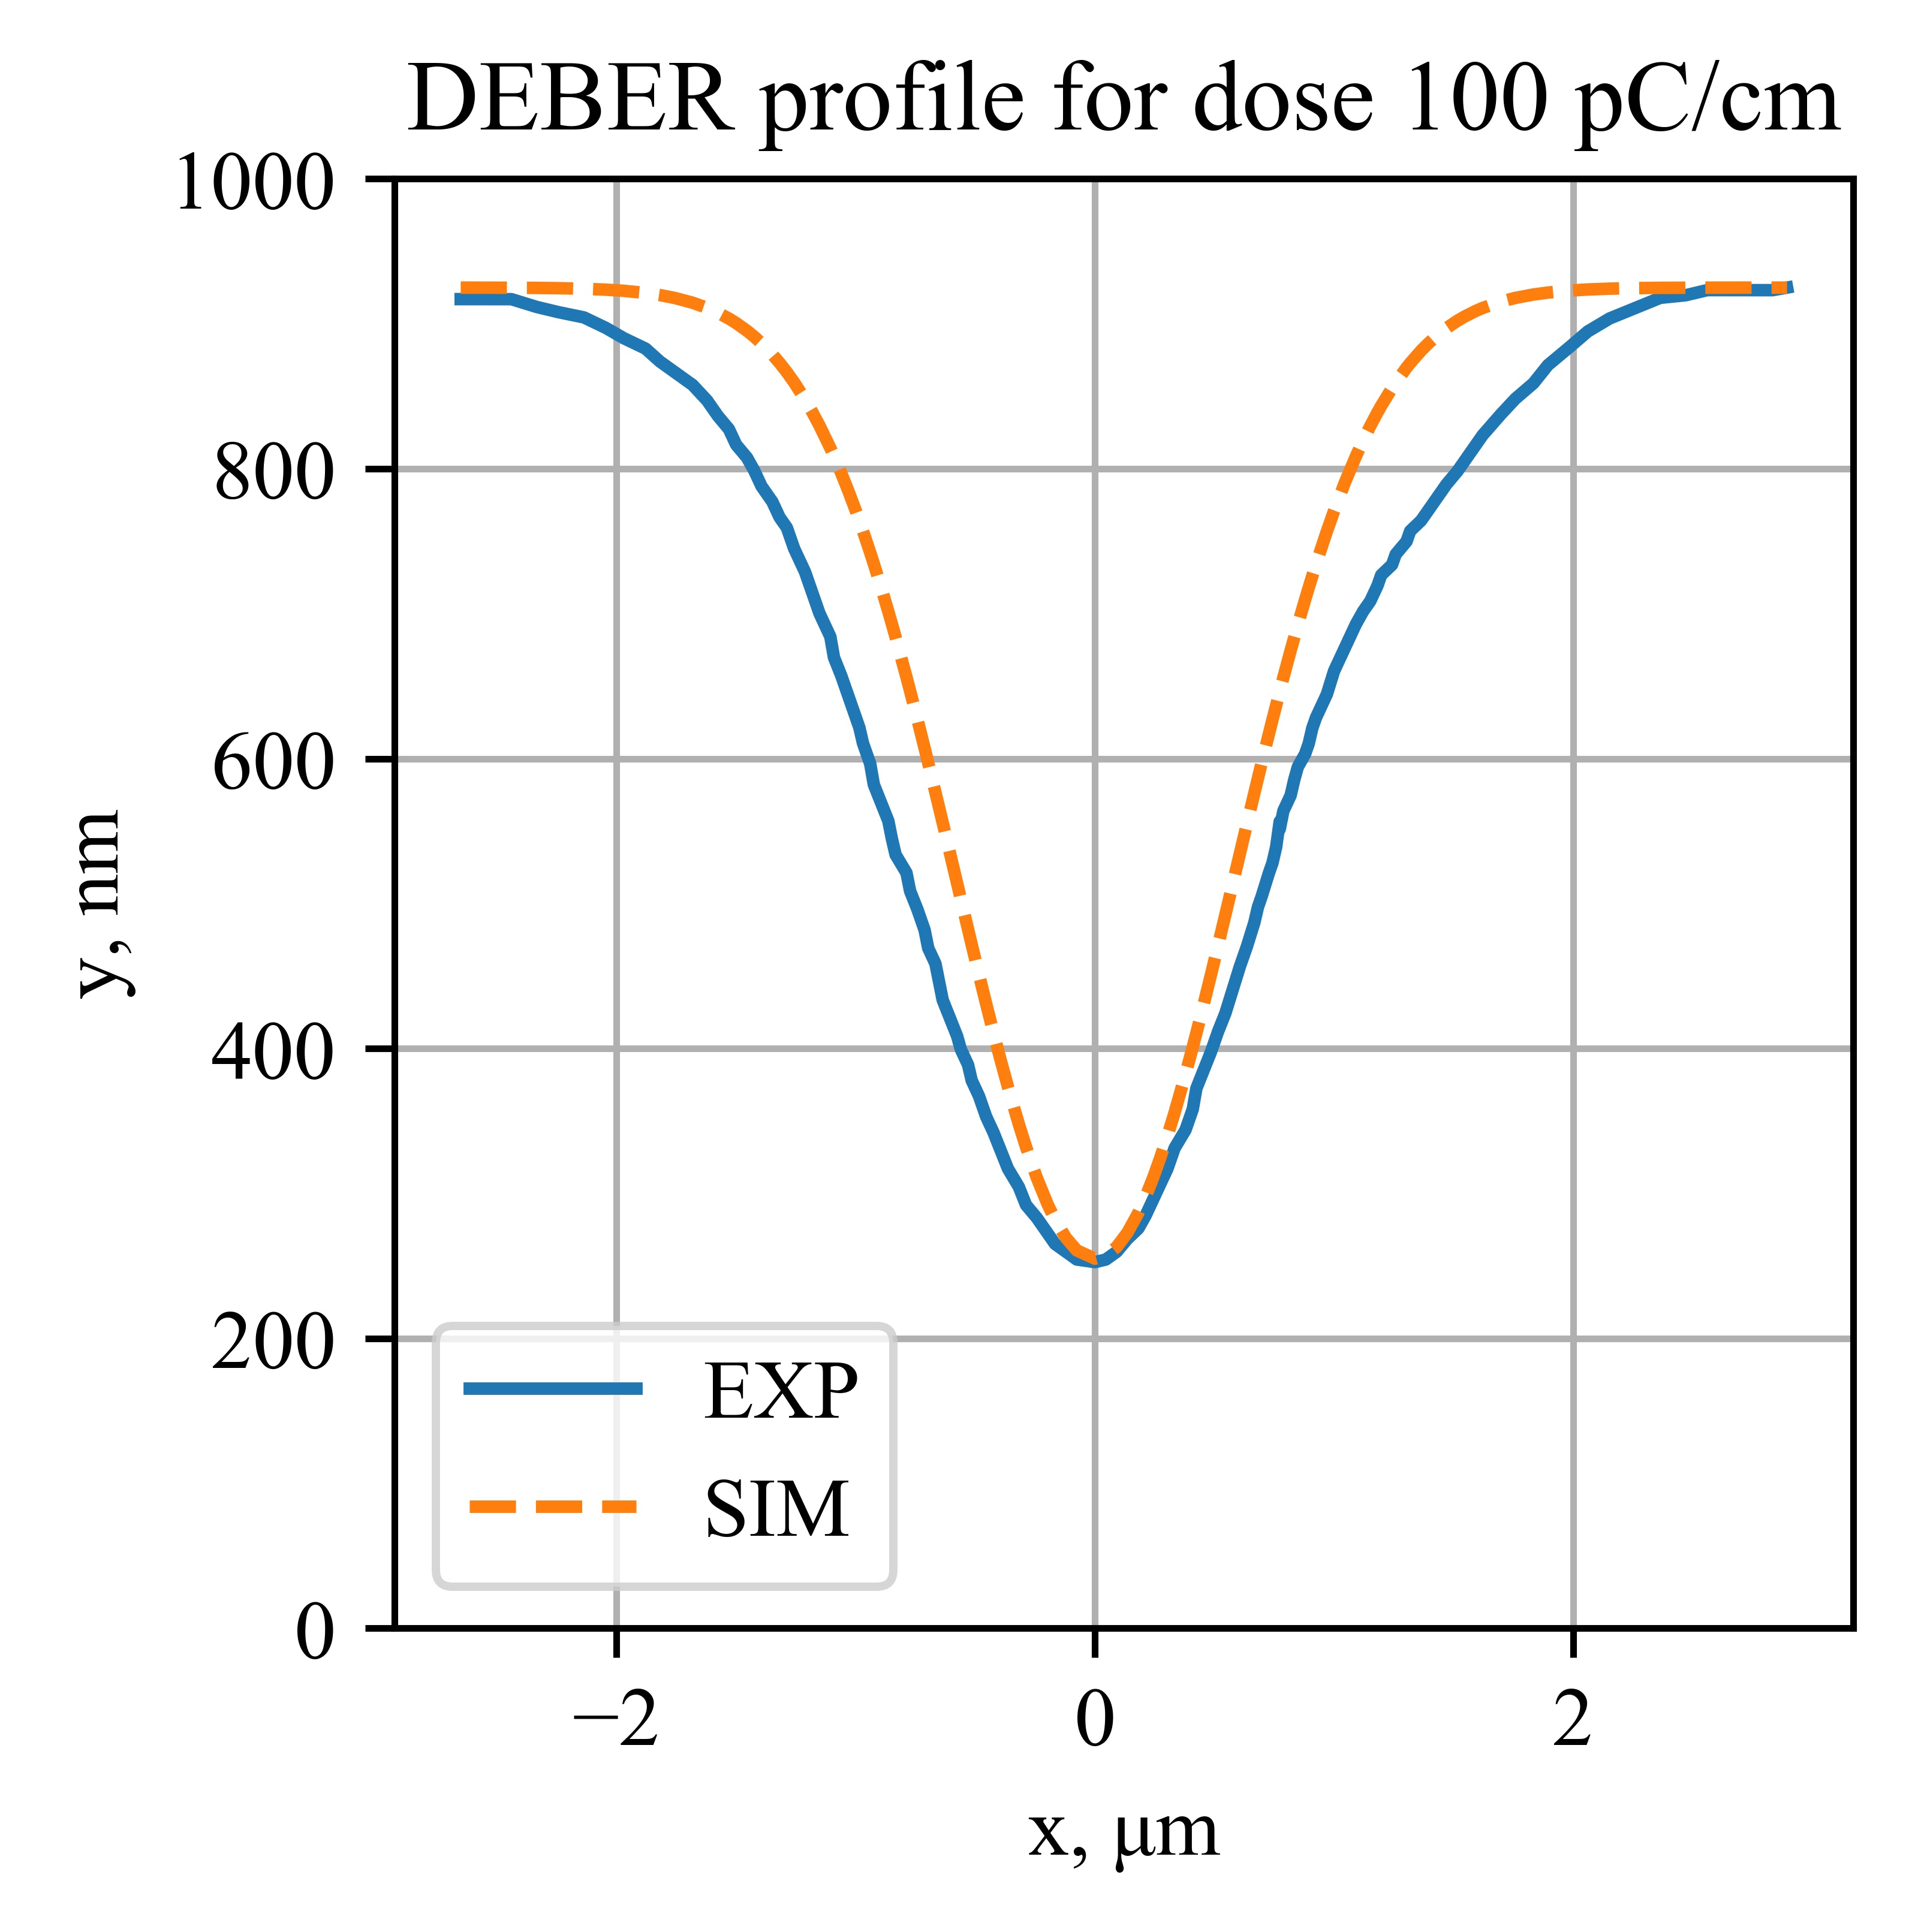 DEBER profile for dose 100 pC/cm
1000
800
600
400
200
0
y, nm
EXP
SIM
−2 0 2
x, μm